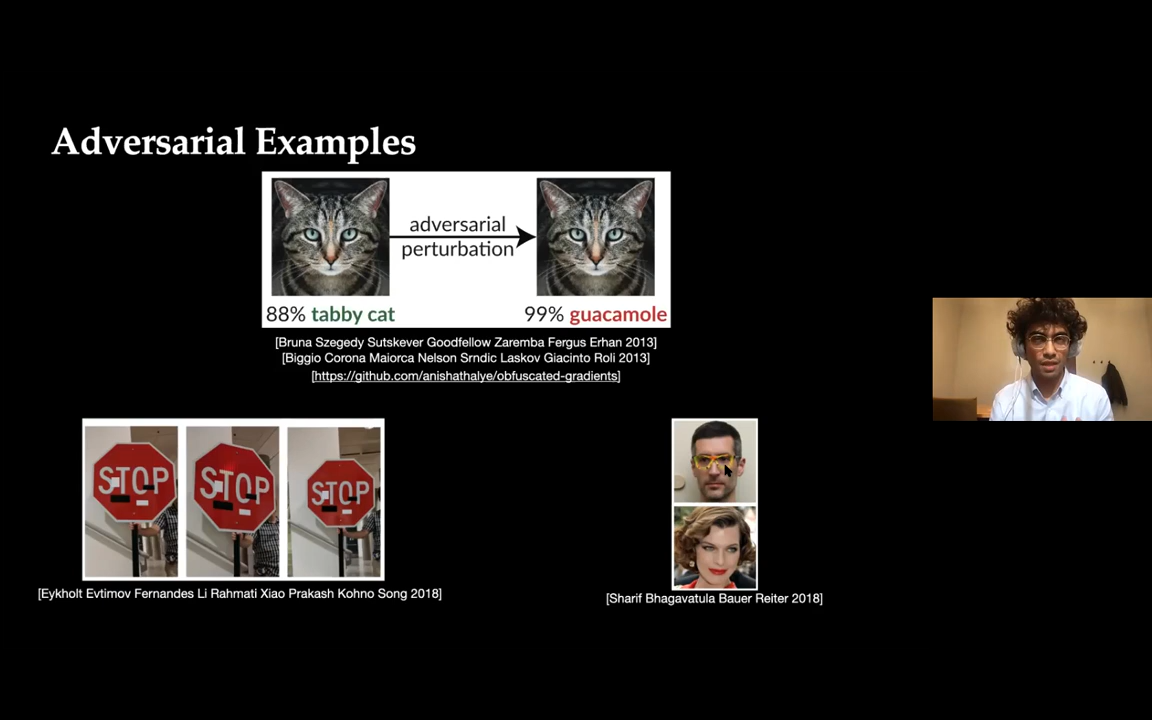 Adversarial Examples
adversarial
perturbation
88% tabby cat
99% guacamole
[Bruna Szegedy Sutskever Goodfellow Zaremba Fergus Erhan 2013]
[Biggio Corona Maiorca Nelson Srndic Laskov Giacinto Roli 2013]
[https://github.com/anishathalye/obfuscated-gradients]
STOP
STOP
STOP
[Eykholt Evtimov Fernandes Li Rahmati Xiao Prakash Kohno Song 2018]
[Sharif Bhagavatula Bauer Reiter 2018]